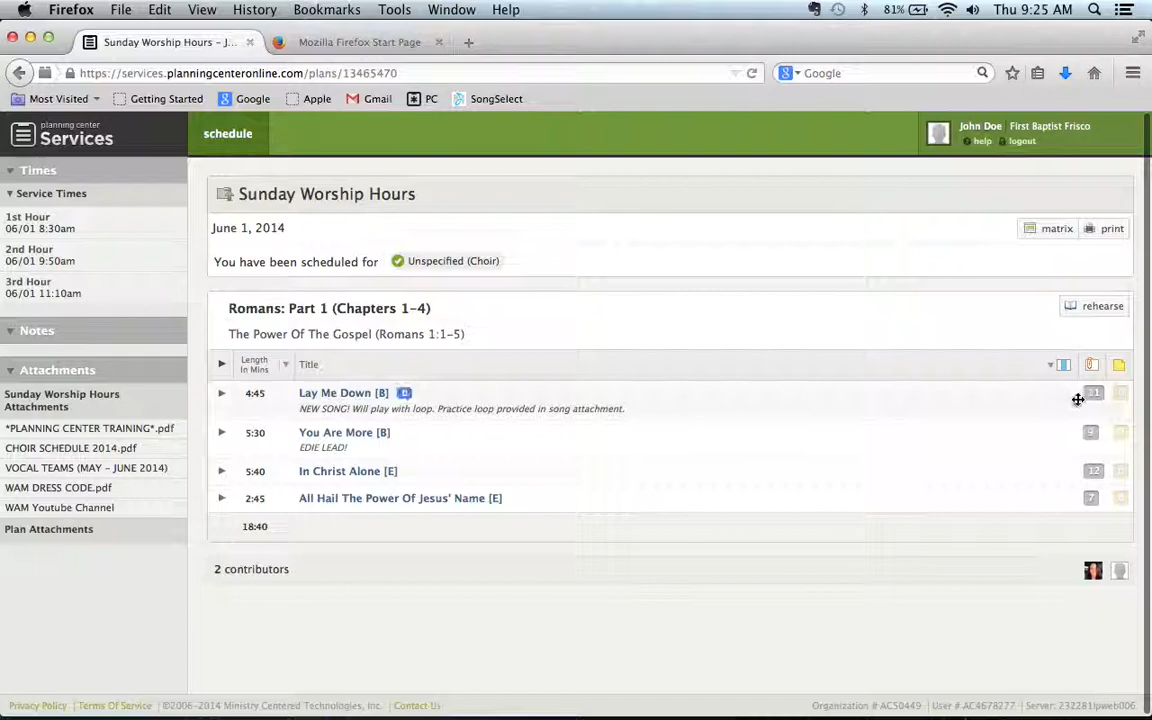 Firefox File Edit View History Bookmarks Tools Window Help 81% Thu 9:25 AM
Sunday Worship Hours – J... Mozilla Firefox Start Page
https://services.planningcenteronline.com/plans/13465470 Google
Most Visited Getting Started Google Apple Gmail PC SongSelect
planning center
Services
schedule
John Doe First Baptist Frisco
help logout
Times
Service Times
1st Hour
06/01 8:30am
2nd Hour
06/01 9:50am
3rd Hour
06/01 11:10am
Notes
Attachments
Sunday Worship Hours
Attachments
*PLANNING CENTER TRAINING*.pdf
CHOIR SCHEDULE 2014.pdf
VOCAL TEAMS (MAY – JUNE 2014)
WAM DRESS CODE.pdf
WAM Youtube Channel
Plan Attachments
Sunday Worship Hours
June 1, 2014 matrix print
You have been scheduled for Unspecified (Choir)
Romans: Part 1 (Chapters 1–4) rehearse
The Power Of The Gospel (Romans 1:1–5)
Length
In Mins Title
4:45 Lay Me Down [B]
NEW SONG! Will play with loop. Practice loop provided in song attachment.
5:30 You Are More [B] 9
EDIE LEAD!
5:40 In Christ Alone [E] 12
2:45 All Hail The Power Of Jesus' Name [E] 7
18:40
2 contributors
Privacy Policy | Terms Of Service | ©2006–2014 Ministry Centered Technologies, Inc. | Contact Us Organization # AC50449 | User # AC4678277 | Server: 232281lpweb006.